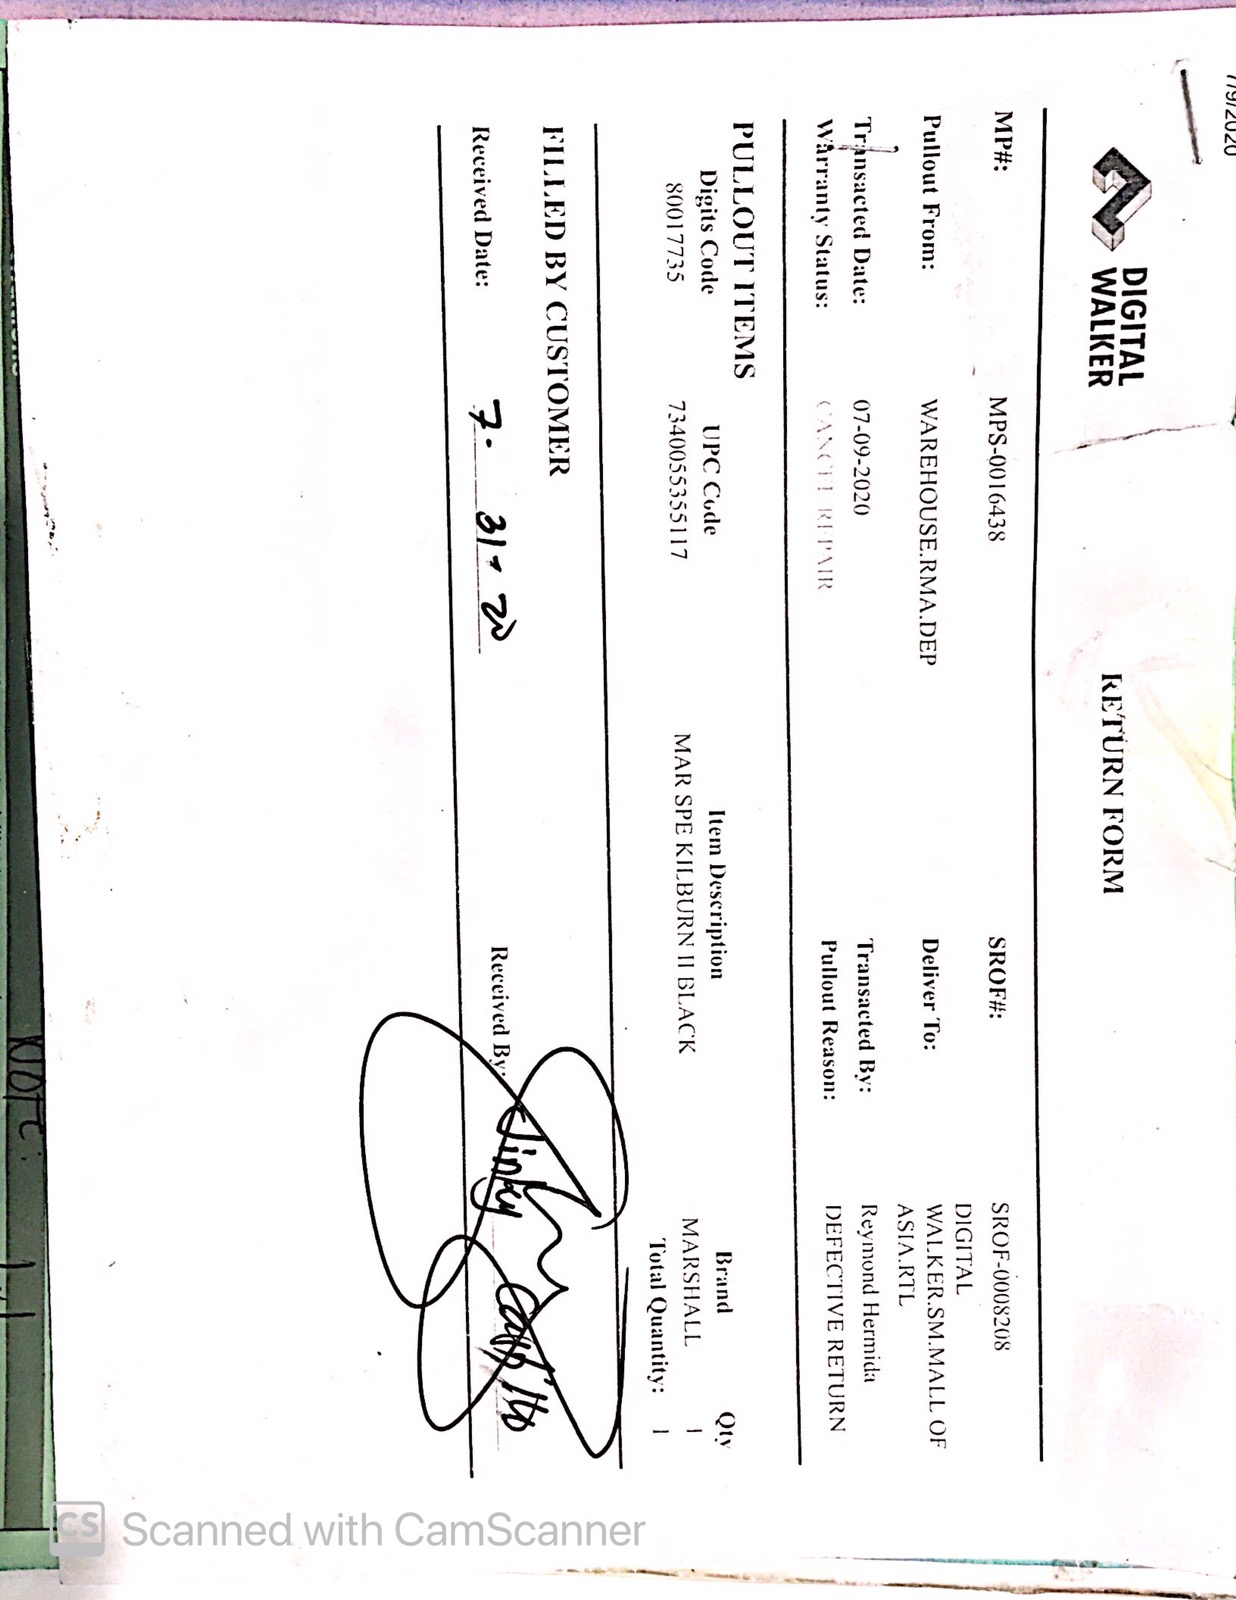 7/9/2020
DIGITAL
WALKER
RETURN FORM
MP#: MPS-0016438 SROF#: SROF-0008208
Pullout From: WAREHOUSE.RMA.DEP Deliver To: DIGITAL
WALKER.SM.MALL OF
ASIA.RTL
Transacted Date: 07-09-2020 Transacted By: Reymond Hermida
Warranty Status: CANCEL REPAIR Pullout Reason: DEFECTIVE RETURN
PULLOUT ITEMS
Digits Code UPC Code Item Description Brand Qty
80017735 7340055355117 MAR SPE KILBURN II BLACK MARSHALL 1
Total Quantity: 1
FILLED BY CUSTOMER
Received Date: 7. 31 - 20 Received By: Jinky
NOTE:
CS Scanned with CamScanner